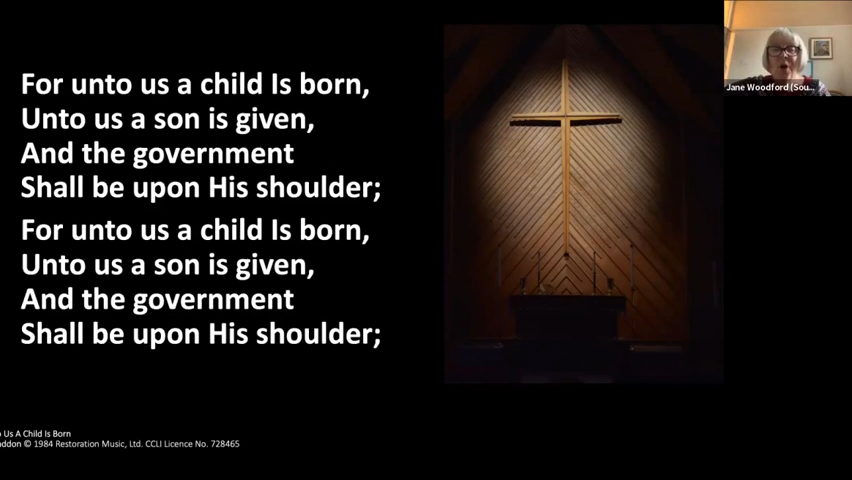 For unto us a child Is born,
Unto us a son is given,
And the government
Shall be upon His shoulder;
For unto us a child Is born,
Unto us a son is given,
And the government
Shall be upon His shoulder;
Jane Woodford (Sou...
o Us A Child Is Born
addon © 1984 Restoration Music, Ltd. CCLI Licence No. 728465